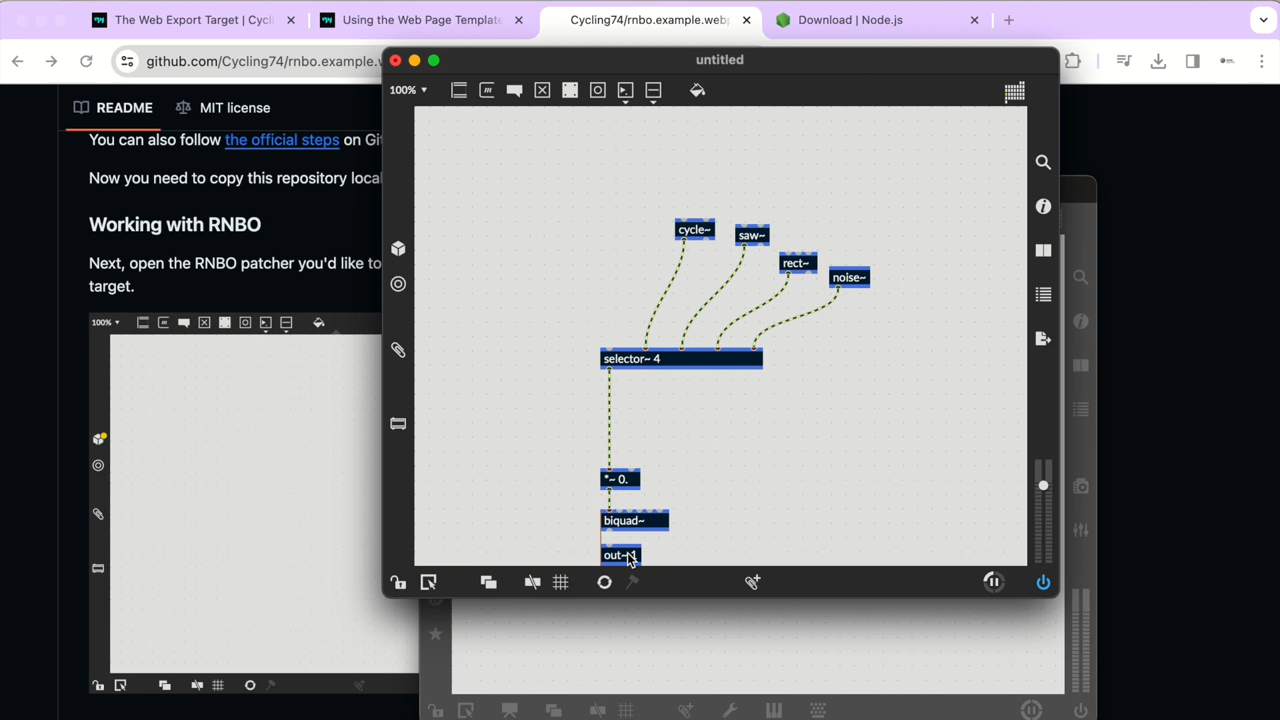 The Web Export Target | Cycli
Using the Web Page Template
Cycling74/rnbo.example.web
Download | Node.js
github.com/Cycling74/rnbo.example.
untitled
100%
README
MIT license
You can also follow the official steps on Git
Now you need to copy this repository local
Working with RNBO
Next, open the RNBO patcher you'd like to
target.
100%
cycle~
saw~
rect~
noise~
selector~ 4
*~ 0.
biquad~
out~ 1